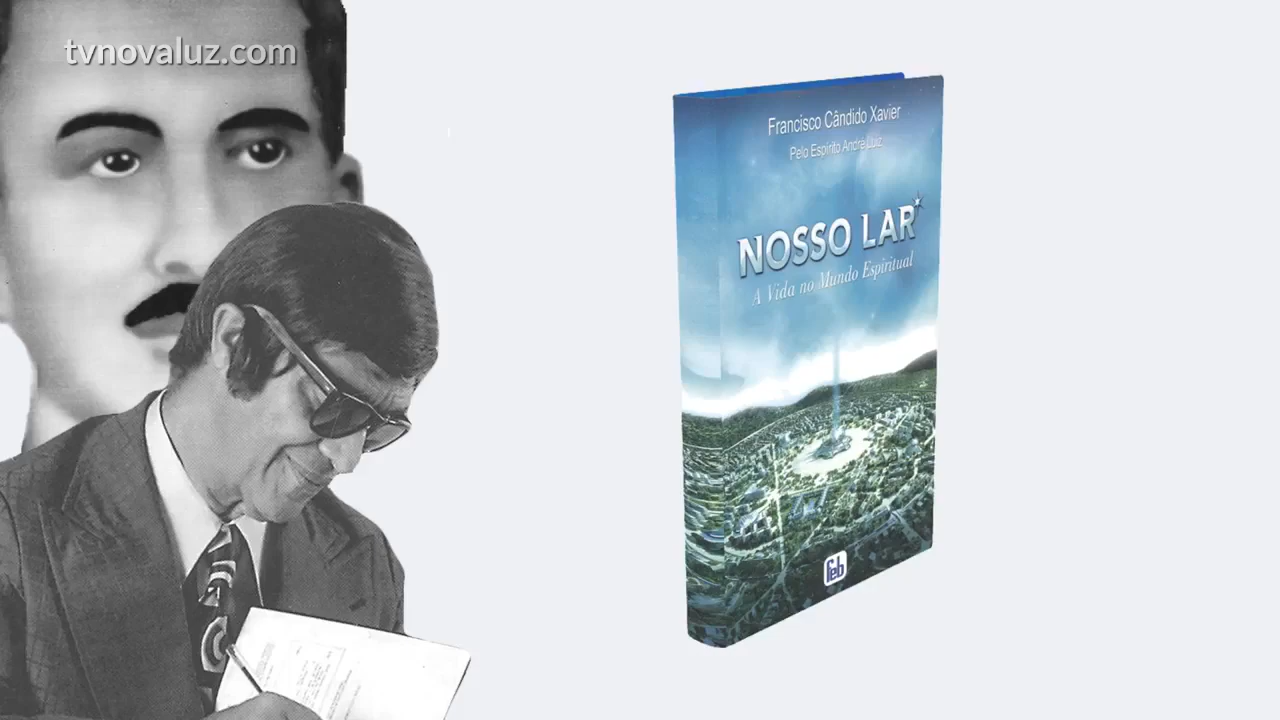 tvnovaluz.com
Francisco Cândido Xavier
Pelo Espírito André Luiz
NOSSO LAR
A Vida no Mundo Espiritual
feb